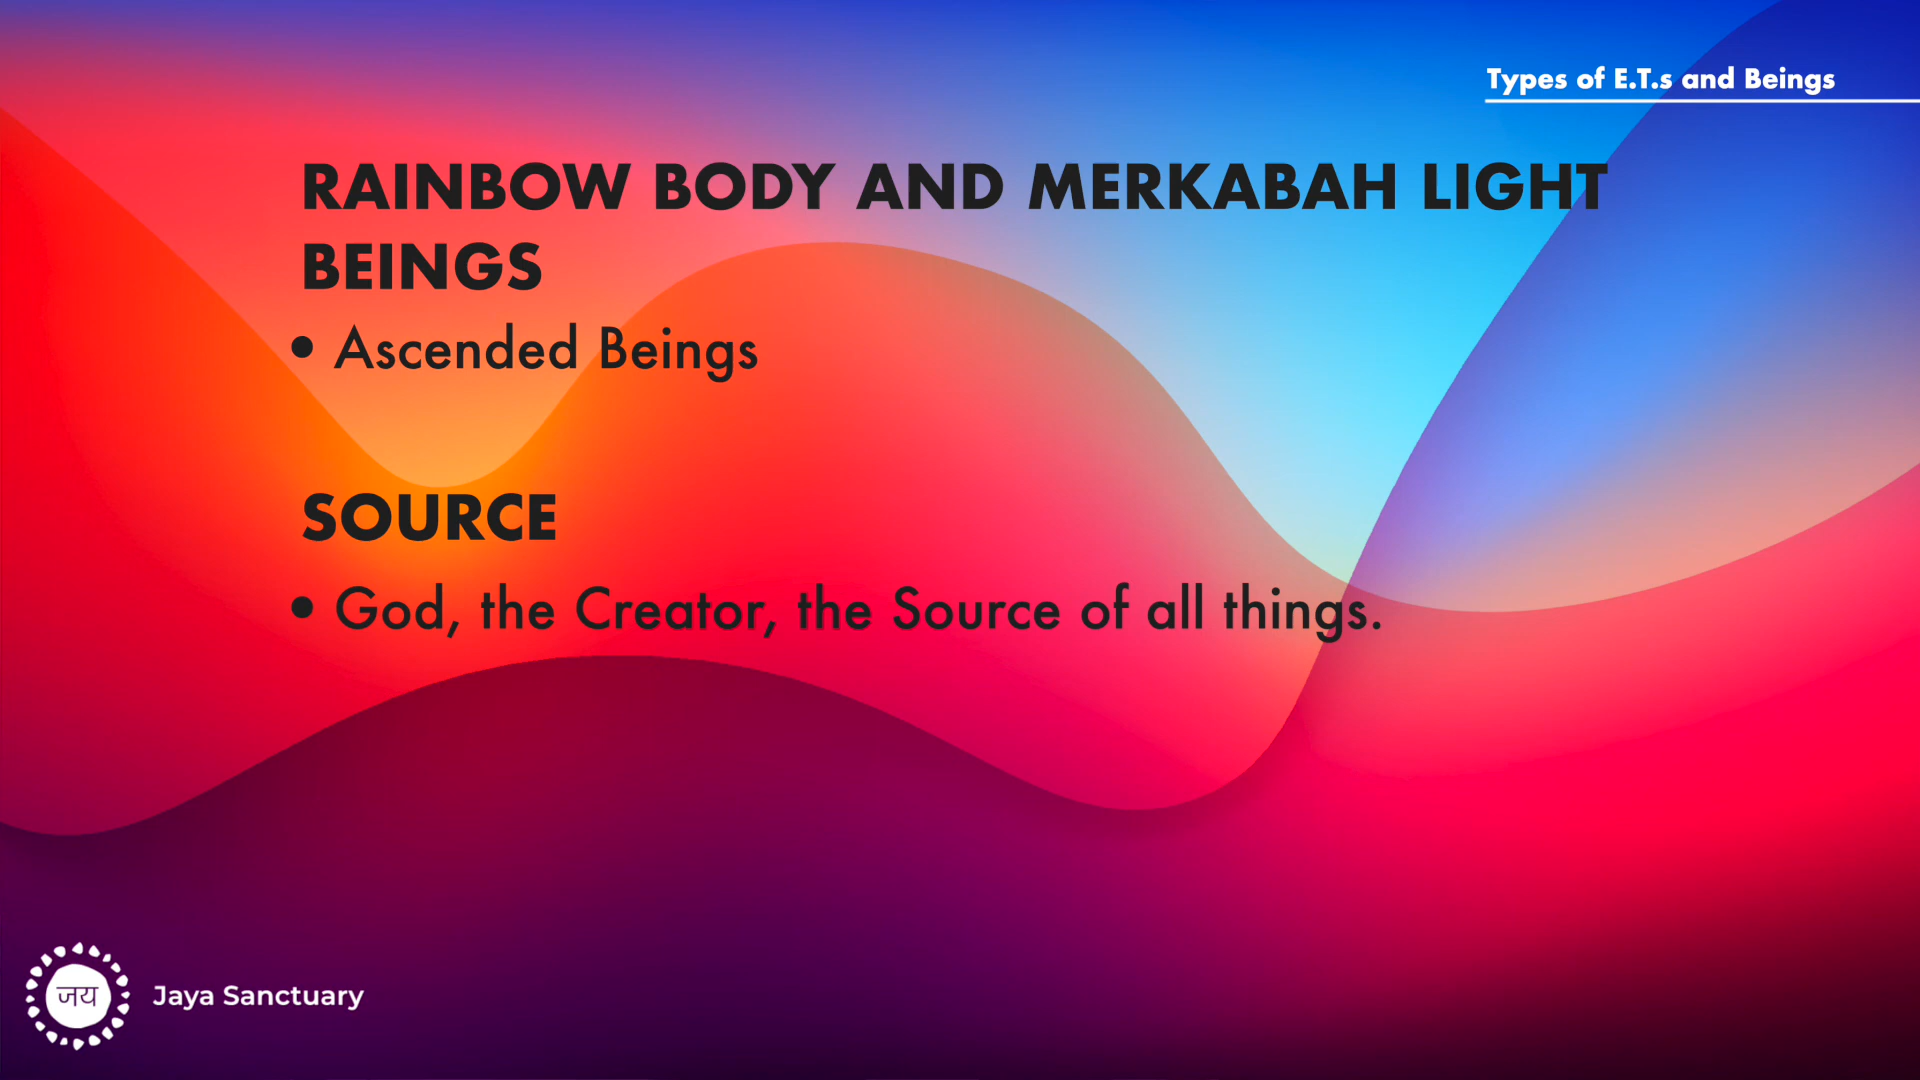 Types of E.T.s and Beings
RAINBOW BODY AND MERKABAH LIGHT
BEINGS
• Ascended Beings
SOURCE
• God, the Creator, the Source of all things.
जय
Jaya Sanctuary